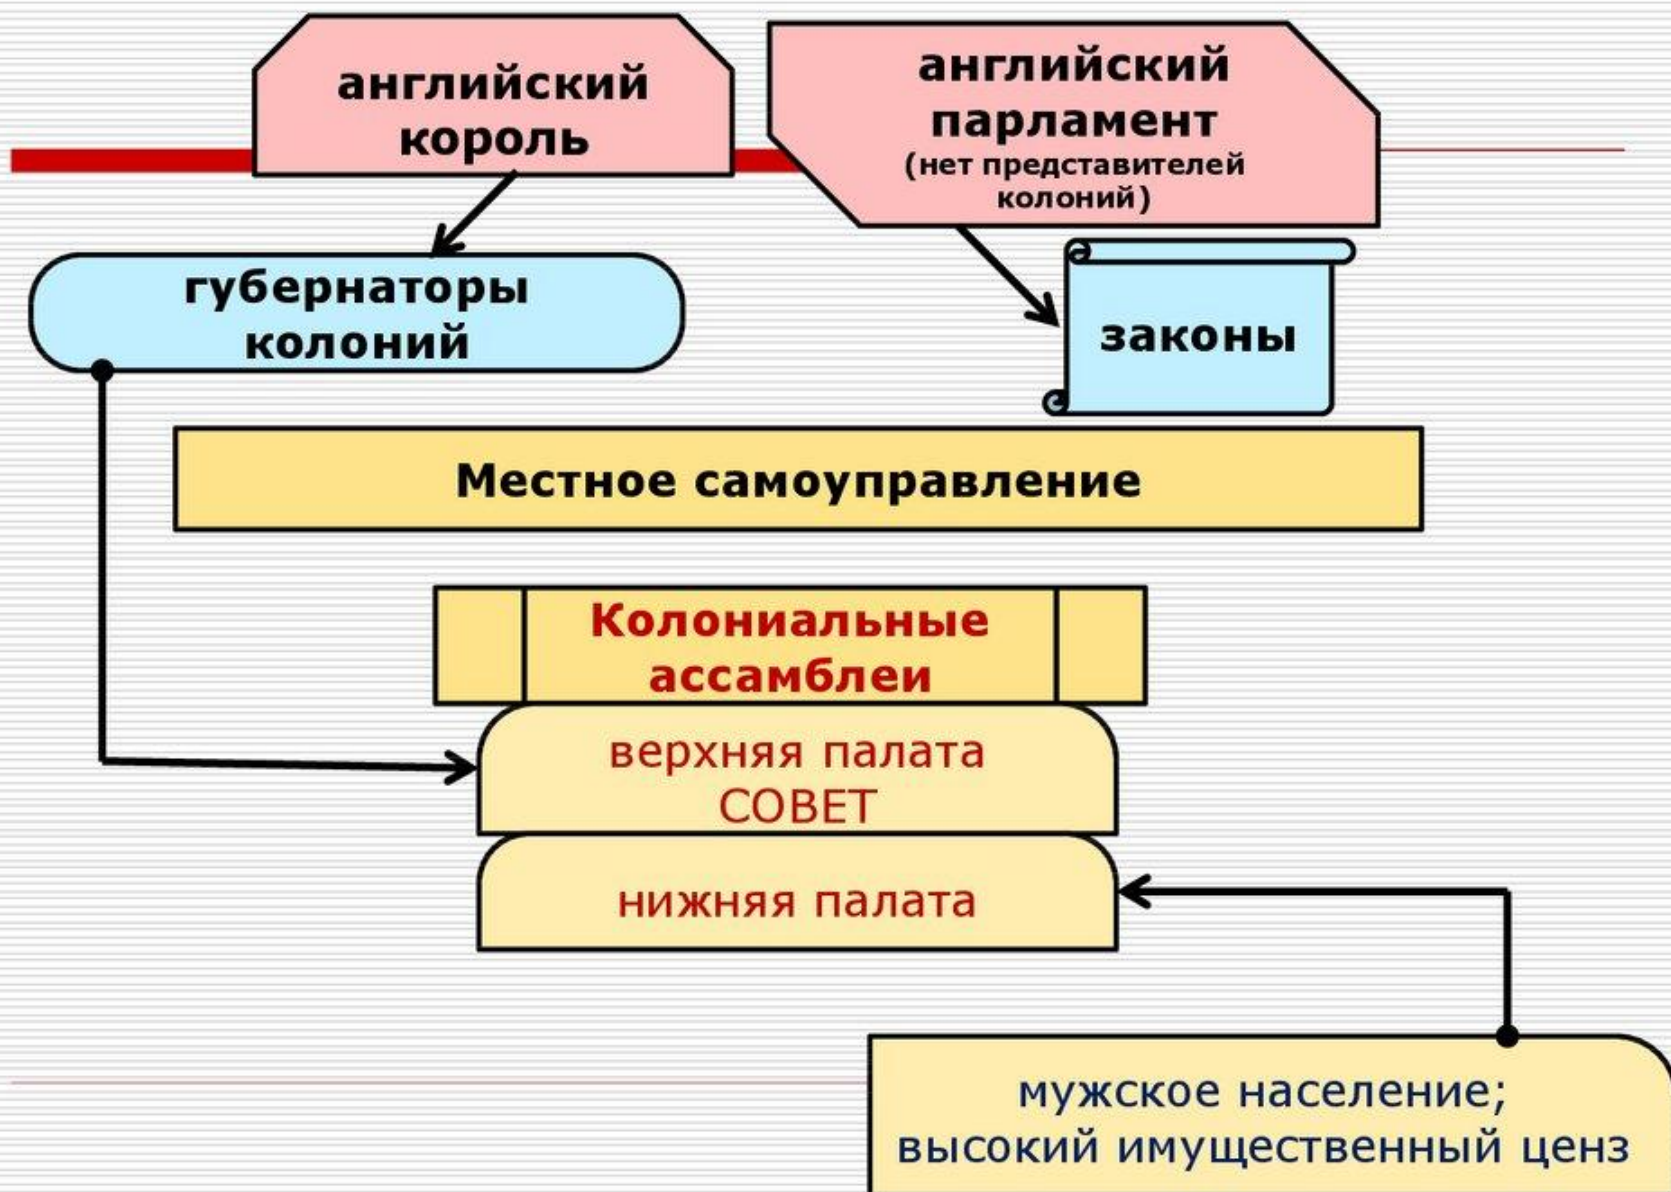 английский
король
английский
парламент
(нет представителей
колоний)
губернаторы
колоний
законы
Местное самоуправление
Колониальные
ассамблеи
верхняя палата
СОВЕТ
нижняя палата
мужское население;
высокий имущественный ценз